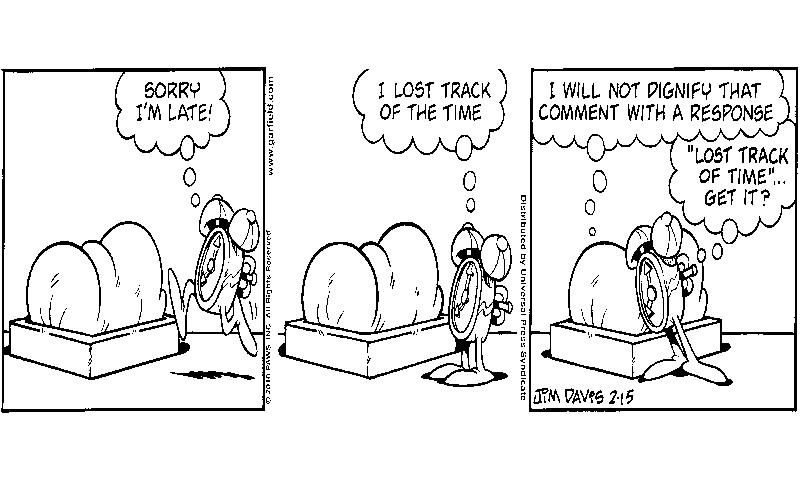 SORRY
I'M LATE!
www.garfield.com
I LOST TRACK
OF THE TIME
Distributed by Universal Press Syndicate
I WILL NOT DIGNIFY THAT
COMMENT WITH A RESPONSE
"LOST TRACK
OF TIME"...
GET IT?
JIM DAVIS 2·15